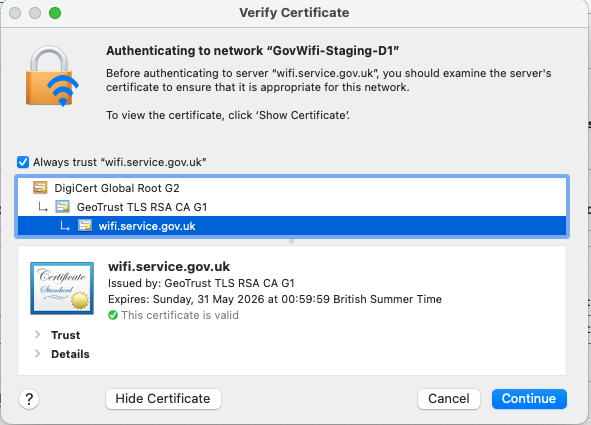 Verify Certificate
Authenticating to network “GovWifi-Staging-D1”
Before authenticating to server “wifi.service.gov.uk”, you should examine the server's
certificate to ensure that it is appropriate for this network.
To view the certificate, click ‘Show Certificate’.
Always trust “wifi.service.gov.uk”
DigiCert Global Root G2
GeoTrust TLS RSA CA G1
wifi.service.gov.uk
Certificate
Standard
wifi.service.gov.uk
Issued by: GeoTrust TLS RSA CA G1
Expires: Sunday, 31 May 2026 at 00:59:59 British Summer Time
This certificate is valid
Trust
Details
?
Hide Certificate
Cancel
Continue